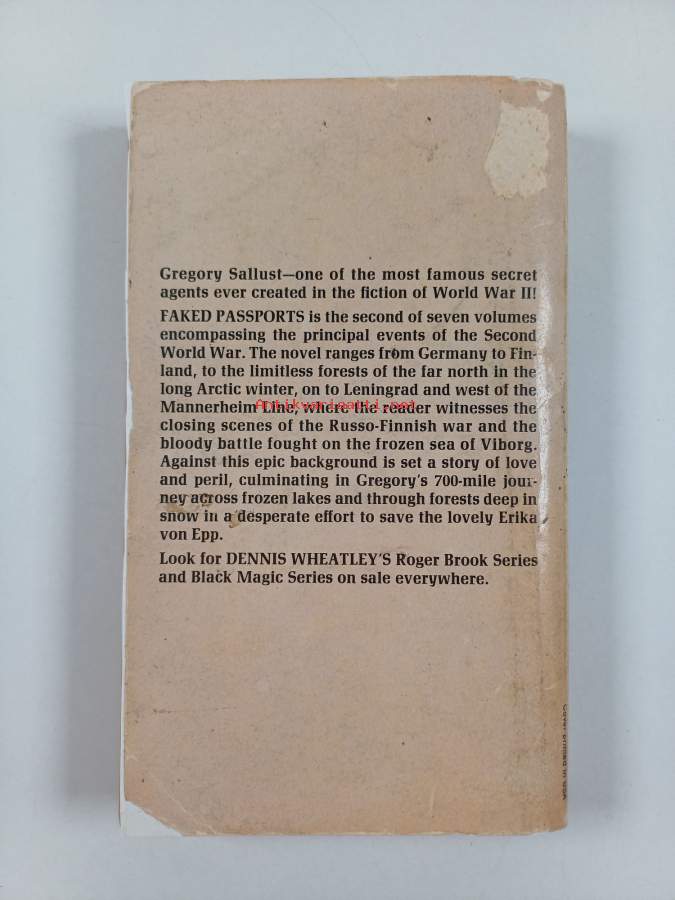 Gregory Sallust—one of the most famous secret
agents ever created in the fiction of World War II!
FAKED PASSPORTS is the second of seven volumes
encompassing the principal events of the Second
World War. The novel ranges from Germany to Fin-
land, to the limitless forests of the far north in the
long Arctic winter, on to Leningrad and west of the
Mannerheim Line, where the reader witnesses the
Antikvariaatti.net
closing scenes of the Russo-Finnish war and the
bloody battle fought on the frozen sea of Viborg.
Against this epic background is set a story of love
and peril, culminating in Gregory's 700-mile jour-
ney across frozen lakes and through forests deep in
snow in a desperate effort to save the lovely Erika
von Epp.
Look for DENNIS WHEATLEY'S Roger Brook Series
and Black Magic Series on sale everywhere.
Cover printed in USA